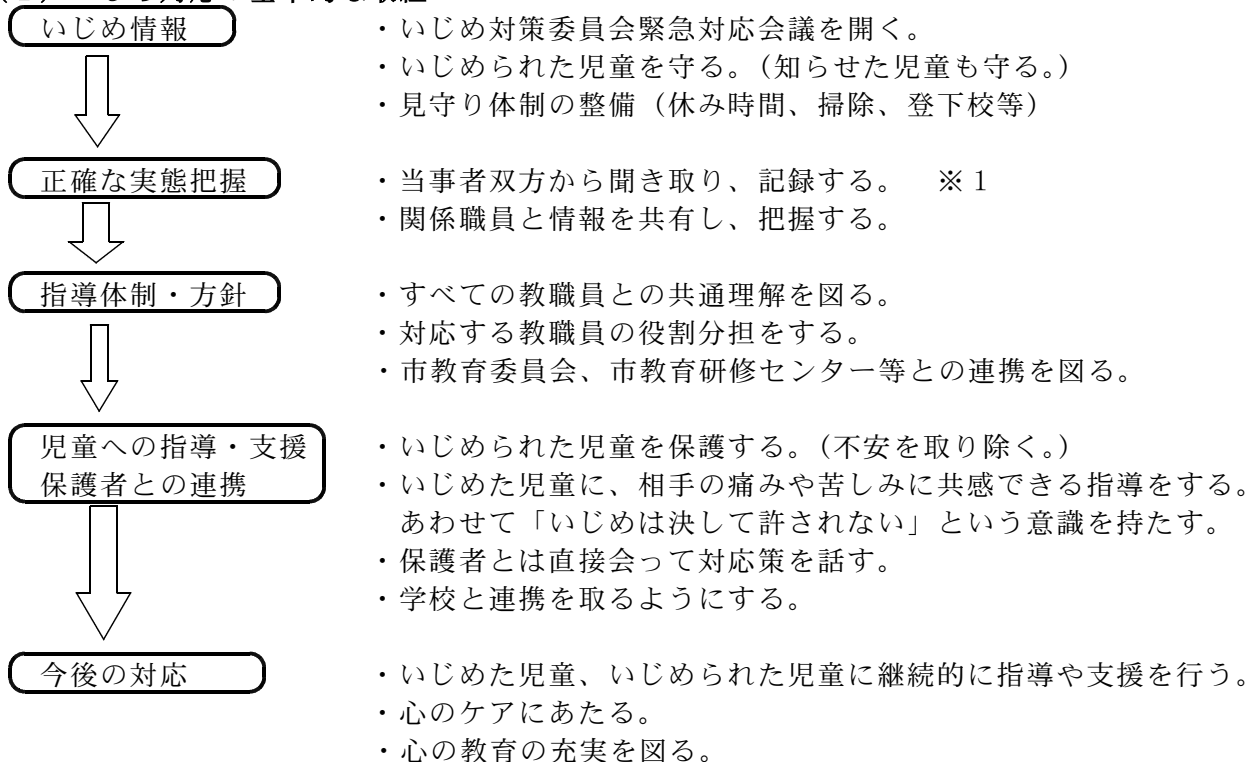 いじめ情報 ・いじめ対策委員会緊急対応会議を開く。
・いじめられた児童を守る。(知らせた児童も守る。)
・見守り体制の整備(休み時間、掃除、登下校等)
正確な実態把握 ・当事者双方から聞き取り、記録する。 ※1
・関係職員と情報を共有し、把握する。
指導体制・方針 ・すべての教職員との共通理解を図る。
・対応する教職員の役割分担をする。
・市教育委員会、市教育研修センター等との連携を図る。
児童への指導・支援 ・いじめられた児童を保護する。(不安を取り除く。)
保護者との連携 ・いじめた児童に、相手の痛みや苦しみに共感できる指導をする。
あわせて「いじめは決して許されない」という意識を持たす。
・保護者とは直接会って対応策を話す。
・学校と連携を取るようにする。
今後の対応 ・いじめた児童、いじめられた児童に継続的に指導や支援を行う。
・心のケアにあたる。
・心の教育の充実を図る。